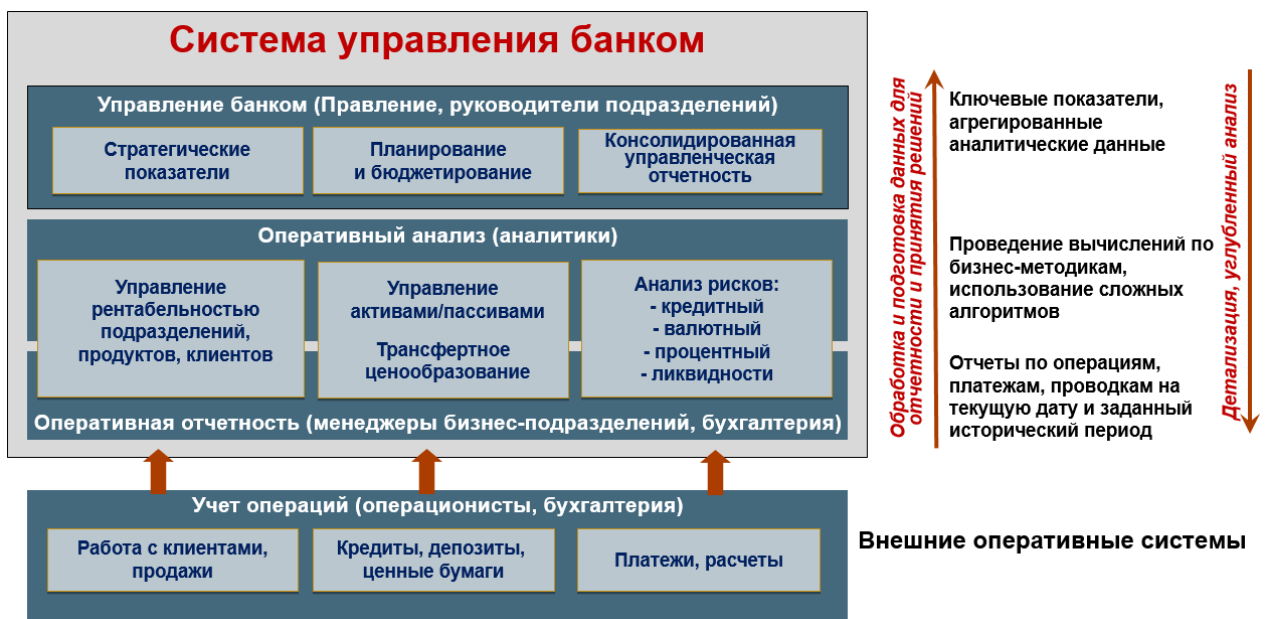 Система управления банком
Управление банком (Правление, руководители подразделений)
Стратегические
показатели
Планирование
и бюджетирование
Консолидированная
управленческая
отчетность
Оперативный анализ (аналитики)
Управление
рентабельностью
подразделений,
продуктов, клиентов
Управление
активами/пассивами
Трансфертное
ценообразование
Анализ рисков:
- кредитный
- валютный
- процентный
- ликвидности
Оперативная отчетность (менеджеры бизнес-подразделений, бухгалтерия)
Учет операций (операционисты, бухгалтерия)
Работа с клиентами,
продажи
Кредиты, депозиты,
ценные бумаги
Платежи, расчеты
Обработка и подготовка данных для
отчетности и принятия решений
Ключевые показатели,
агрегированные
аналитические данные
Проведение вычислений по
бизнес-методикам,
использование сложных
алгоритмов
Отчеты по операциям,
платежам, проводкам на
текущую дату и заданный
исторический период
Детализация, углубленный анализ
Внешние оперативные системы